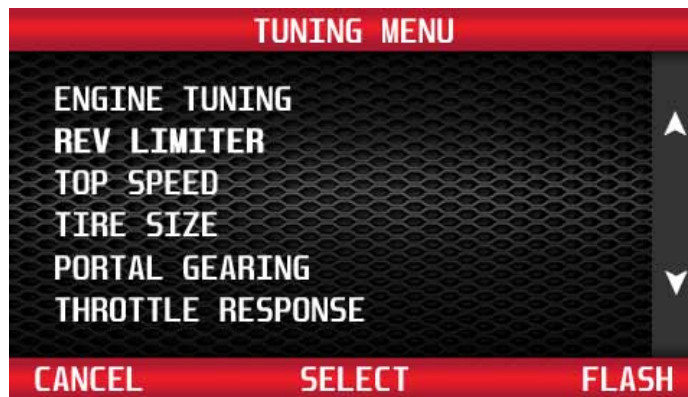 TUNING MENU
ENGINE TUNING
REV LIMITER
TOP SPEED
TIRE SIZE
PORTAL GEARING
THROTTLE RESPONSE
CANCEL SELECT FLASH